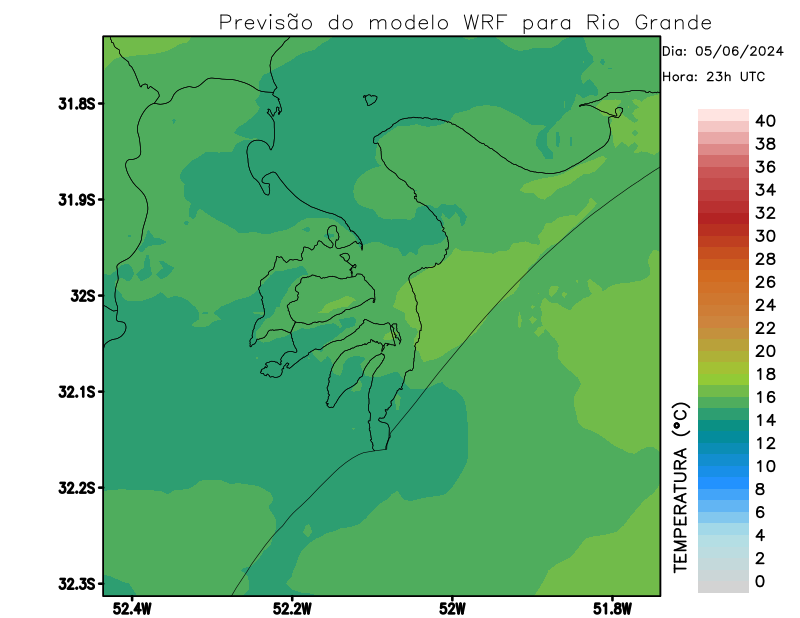 Previsão do modelo WRF para Rio Grande
Dia: 05/06/2024
Hora: 23h UTC
31.8S
31.9S
32S
32.1S
32.2S
32.3S
52.4W
52.2W
52W
51.8W
TEMPERATURA (°C)
40
38
36
34
32
30
28
26
24
22
20
18
16
14
12
10
8
6
4
2
0